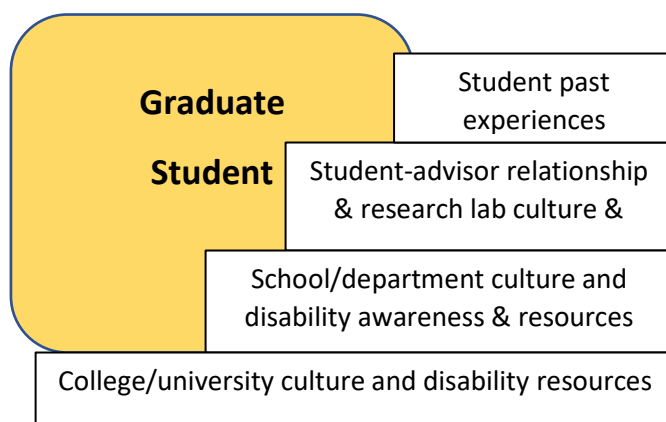 Graduate
Student
Student past
experiences
Student-advisor relationship
& research lab culture &
School/department culture and
disability awareness & resources
College/university culture and disability resources